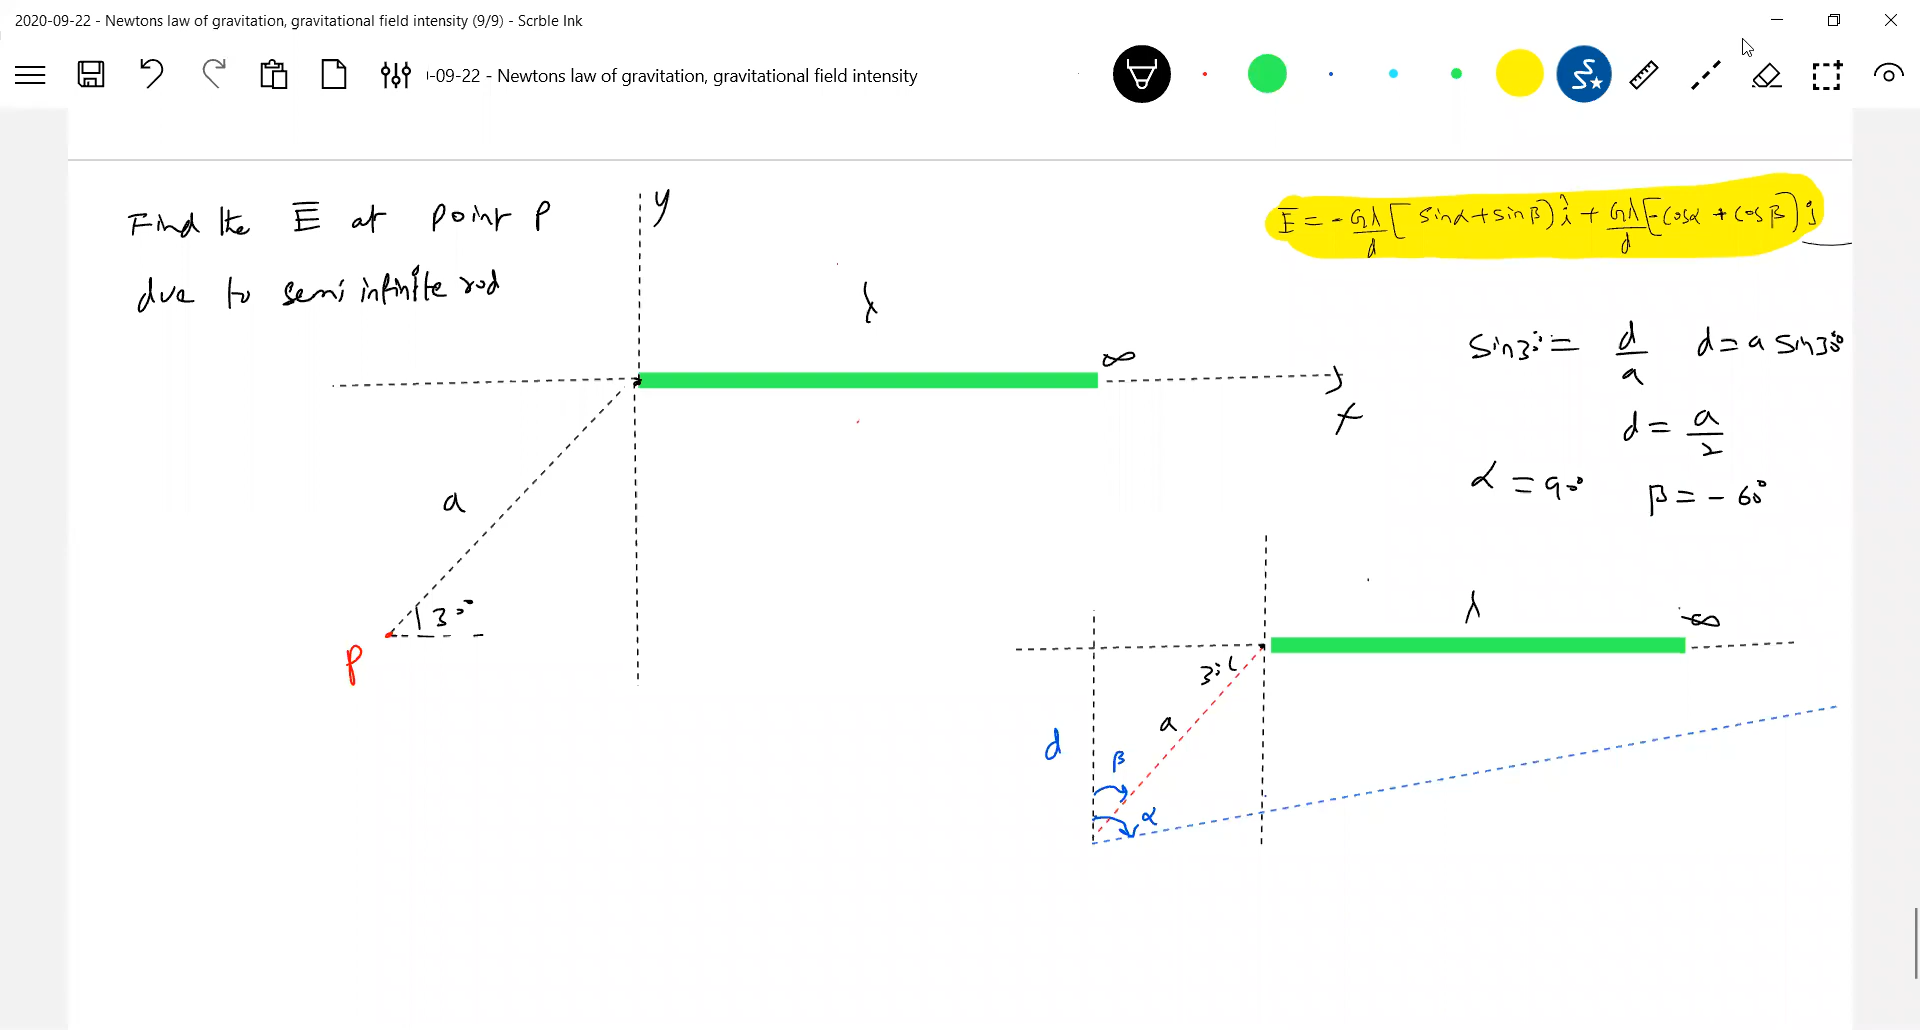 2020-09-22 - Newtons law of gravitation, gravitational field intensity (9/9) - Scrble Ink
-09-22 - Newtons law of gravitation, gravitational field intensity
Find the E̅ at point P
due to semi infinite rod
y
λ
∞
x
a
30°
P
E̅ = - Gλ/d [ sinα + sinβ ) î + Gλ/d [-cosα + cosβ ) ĵ
sin30° = d/a d = a sin30°
d = a/2
α = 90° β = - 60°
λ
∞
30°
a
d
β
α